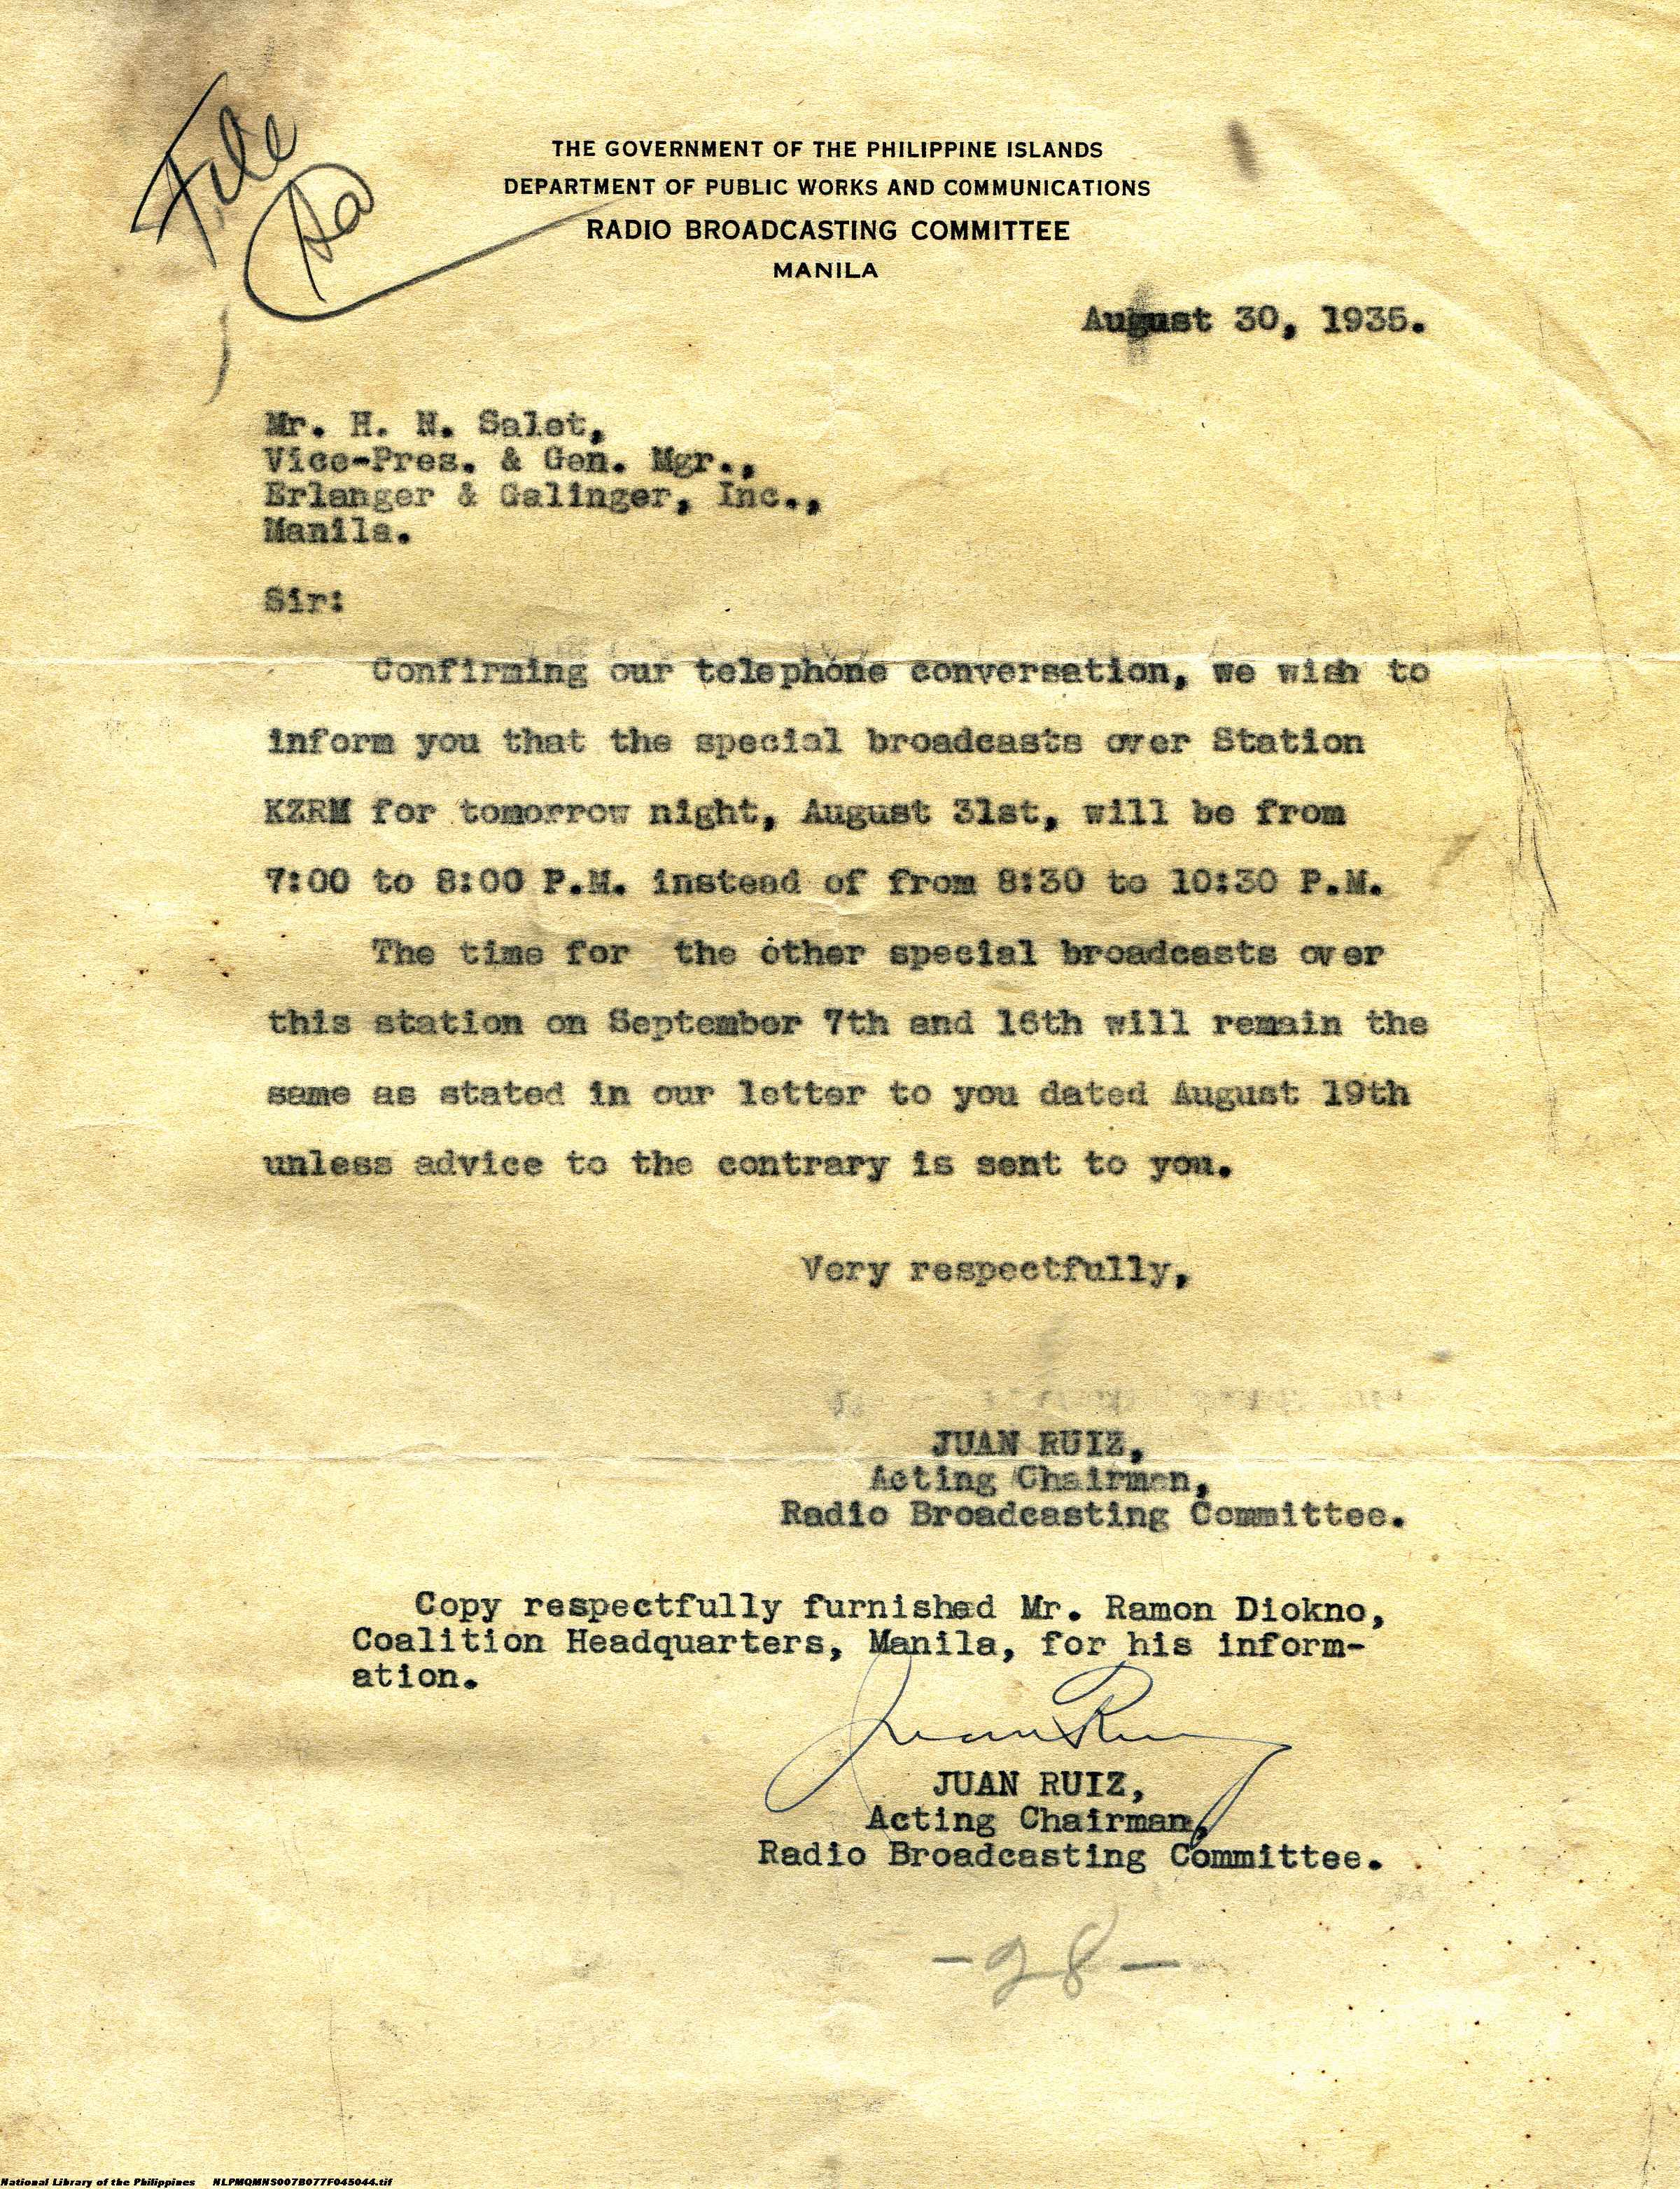 File
THE GOVERNMENT OF THE PHILIPPINE ISLANDS
DEPARTMENT OF PUBLIC WORKS AND COMMUNICATIONS
RADIO BROADCASTING COMMITTEE
MANILA
August 30, 1935.
Mr. H. N. Salet,
Vice-Pres. & Gen. Mgr.,
Erlanger & Galinger, Inc.,
Manila.
Sir:
Confirming our telephone conversation, we wish to
inform you that the special broadcasts over Station
KZRM for tomorrow night, August 31st, will be from
7:00 to 8:00 P.M. instead of from 8:30 to 10:30 P.M.
The time for the other special broadcasts over
this station on September 7th and 16th will remain the
same as stated in our letter to you dated August 19th
unless advice to the contrary is sent to you.
Very respectfully,
JUAN RUIZ,
Acting Chairman,
Radio Broadcasting Committee.
Copy respectfully furnished Mr. Ramon Diokno,
Coalition Headquarters, Manila, for his inform-
ation.
Juan Ruiz
JUAN RUIZ,
Acting Chairman,
Radio Broadcasting Committee.
-98-
National Library of the Philippines NLPMQMNS007B077F045044.tif